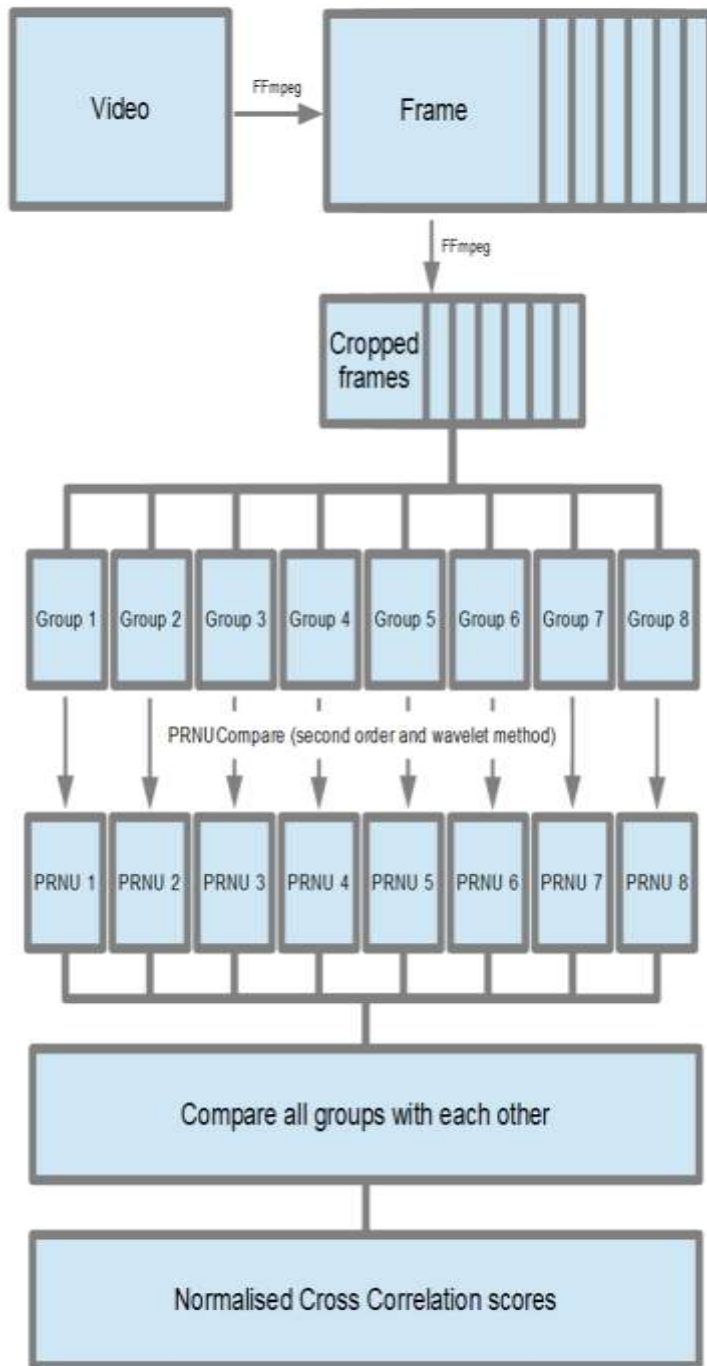 Video
FFmpeg
Frame
FFmpeg
Cropped
frames
Group 1 Group 2 Group 3 Group 4 Group 5 Group 6 Group 7 Group 8
PRNUCompare (second order and wavelet method)
PRNU 1 PRNU 2 PRNU 3 PRNU 4 PRNU 5 PRNU 6 PRNU 7 PRNU 8
Compare all groups with each other
Normalised Cross Correlation scores